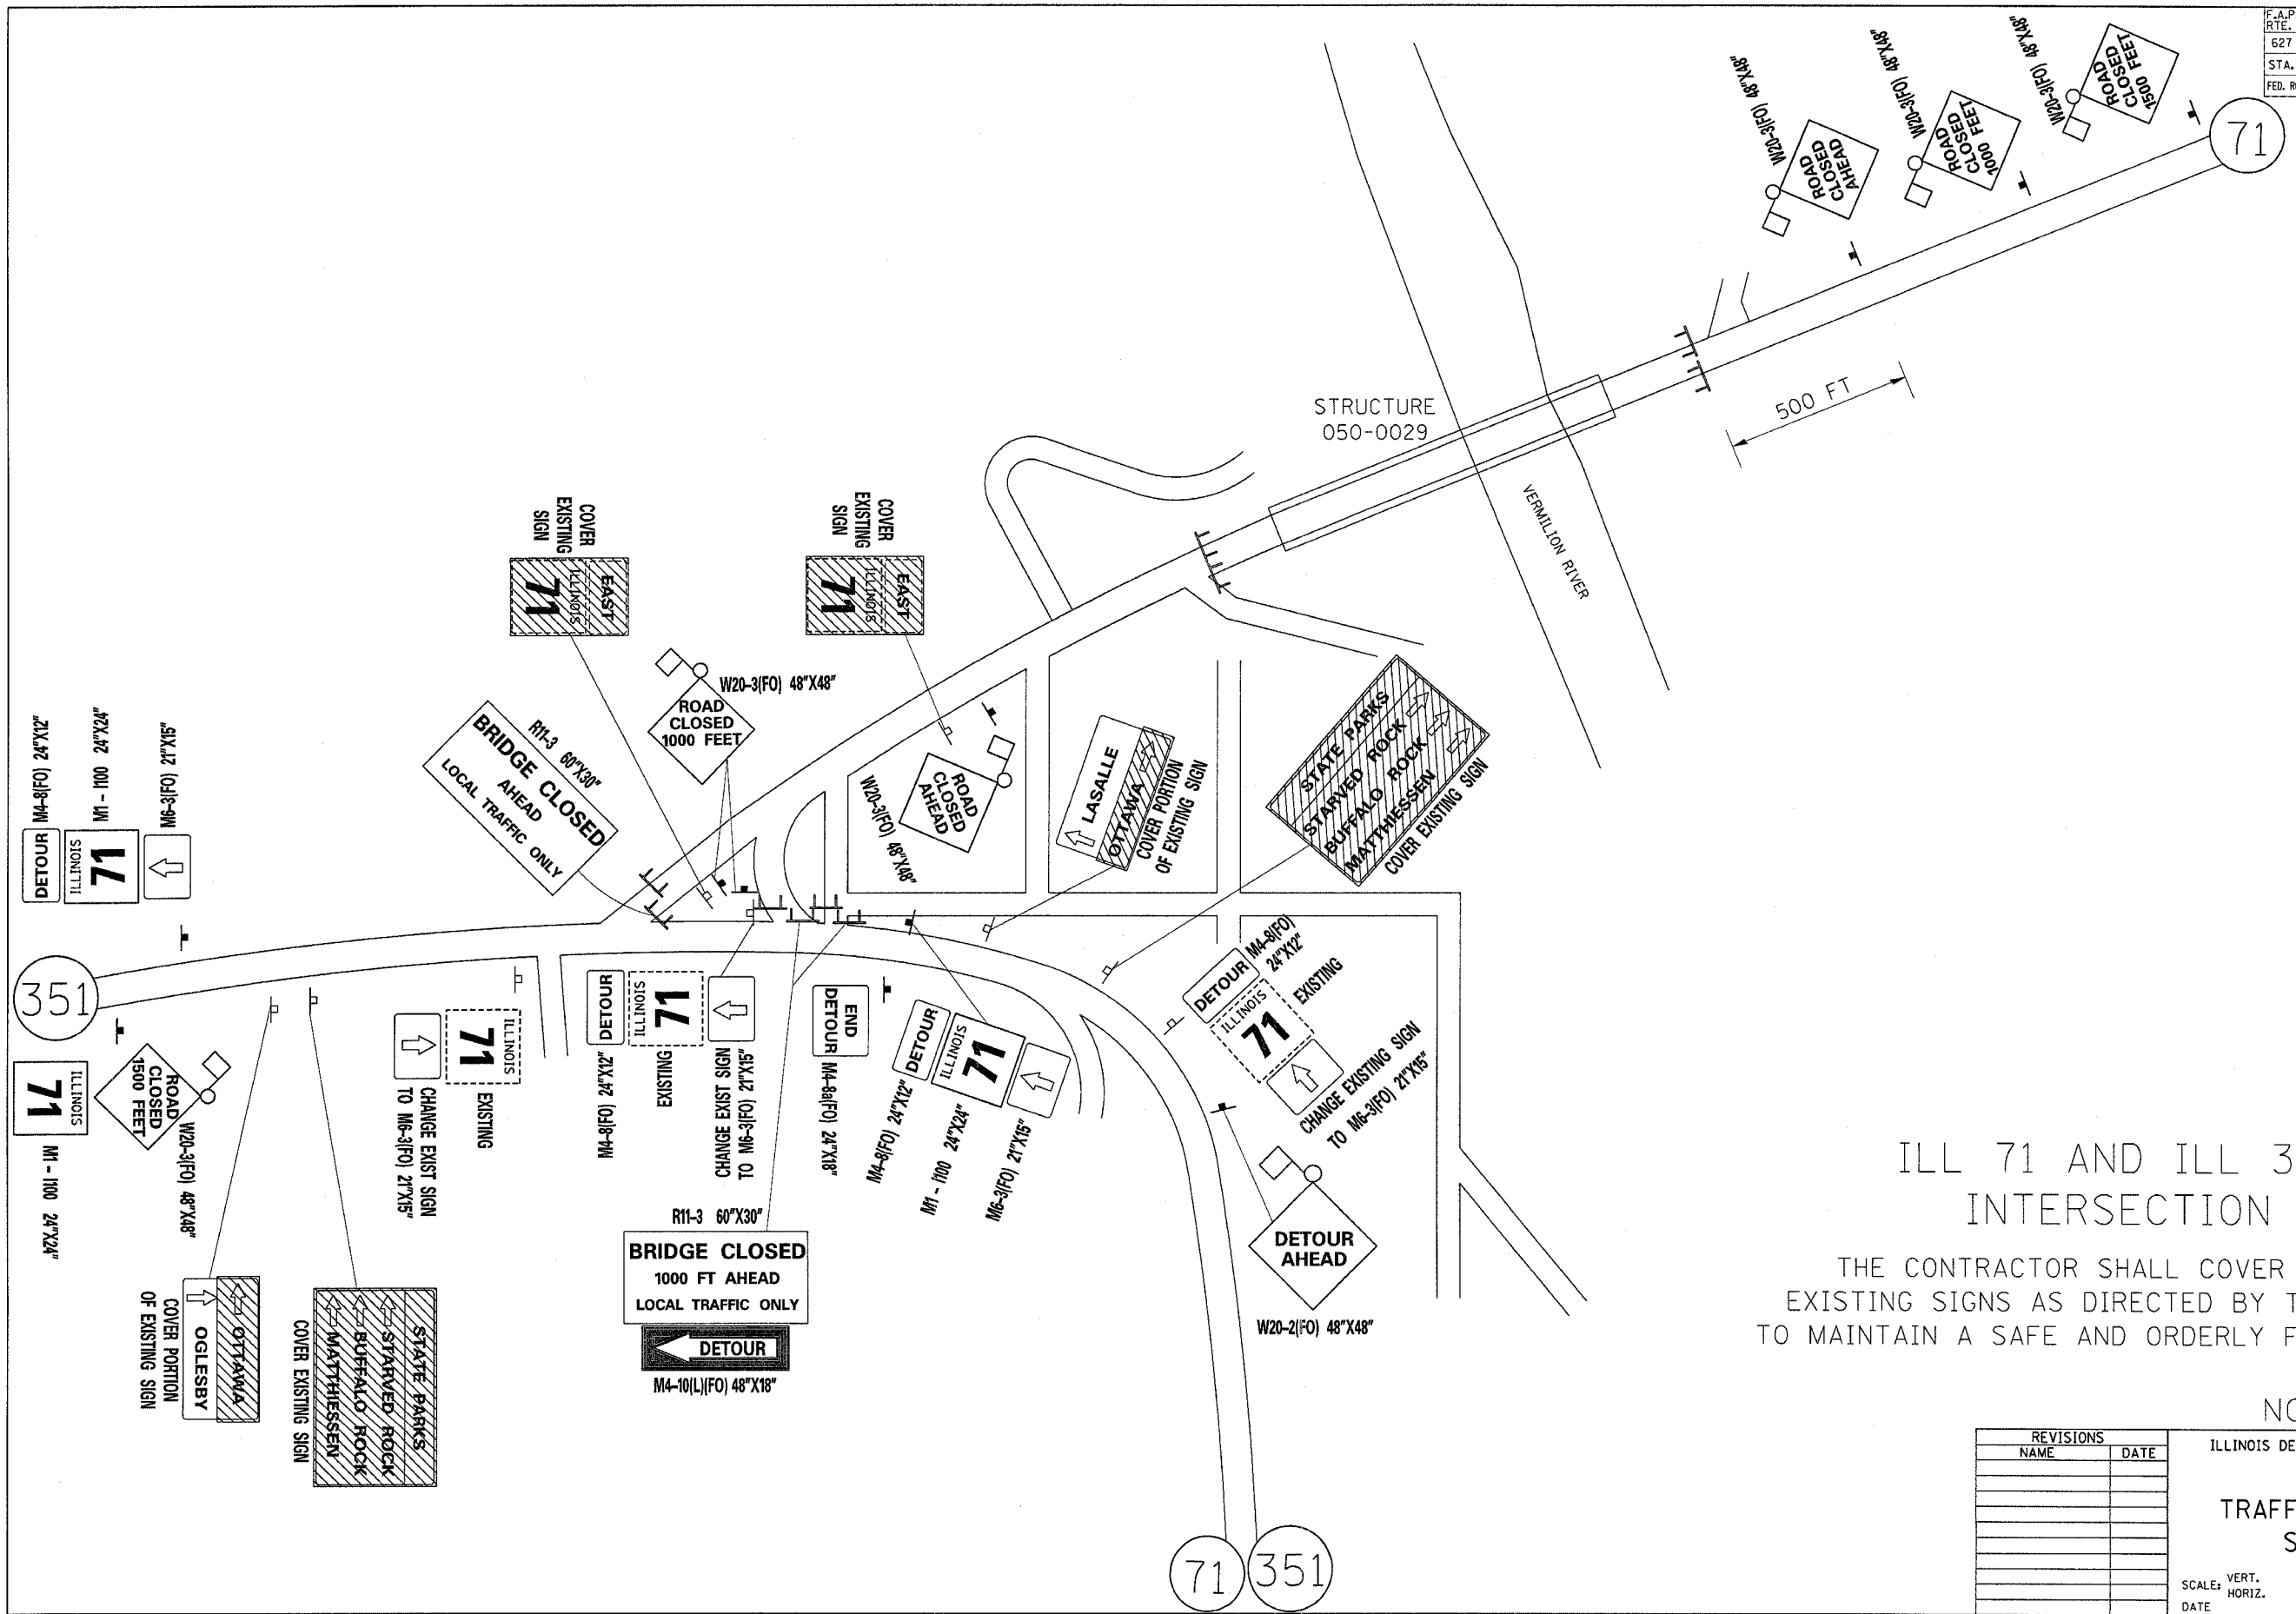 F.A.P
RTE.
627
STA.
FED. R
W20-3(FO) 48"X48"
ROAD
CLOSED
1500 FEET
W20-3(FO) 48"X48"
ROAD
CLOSED
1000 FEET
W20-3(FO) 48"X48"
ROAD
CLOSED
AHEAD
71
500 FT
STRUCTURE
050-0029
VERMILION RIVER
COVER
EXISTING
SIGN
EAST
ILLINOIS
71
COVER
EXISTING
SIGN
EAST
ILLINOIS
71
W20-3(FO) 48"X48"
ROAD
CLOSED
1000 FEET
R11-3 60"X30"
BRIDGE CLOSED
AHEAD
LOCAL TRAFFIC ONLY
W20-3(FO) 48"X48"
ROAD
CLOSED
AHEAD
LASALLE
OTTAWA
COVER PORTION
OF EXISTING SIGN
STATE PARKS
STARVED ROCK
BUFFALO ROCK
MATTHIESSEN
COVER EXISTING SIGN
M4-8(FO) 24"X12"
DETOUR
M1 - I100 24"X24"
ILLINOIS
71
M6-3(FO) 21"X15"
351
ILLINOIS
71
M1 - I100 24"X24"
ROAD
CLOSED
1500 FEET
W20-3(FO) 48"X48"
OTTAWA
OGLESBY
COVER PORTION
OF EXISTING SIGN
STATE PARKS
STARVED ROCK
BUFFALO ROCK
MATTHIESSEN
COVER EXISTING SIGN
ILLINOIS
71
EXISTING
CHANGE EXIST SIGN
TO M6-3(FO) 21"X15"
DETOUR
M4-8(FO) 24"X12"
ILLINOIS
71
EXISTING
CHANGE EXIST SIGN
TO M6-3(FO) 21"X15"
END
DETOUR
M4-8a(FO) 24"X18"
DETOUR
M4-8(FO) 24"X12"
ILLINOIS
71
M1 - I100 24"X24"
M6-3(FO) 21"X15"
R11-3 60"X30"
BRIDGE CLOSED
1000 FT AHEAD
LOCAL TRAFFIC ONLY
DETOUR
M4-10(L)(FO) 48"X18"
DETOUR
M4-8(FO)
24"X12"
ILLINOIS
71
EXISTING
CHANGE EXISTING SIGN
TO M6-3(FO) 21"X15"
DETOUR
AHEAD
W20-2(FO) 48"X48"
71
351
ILL 71 AND ILL 3
INTERSECTION
THE CONTRACTOR SHALL COVER
EXISTING SIGNS AS DIRECTED BY T
TO MAINTAIN A SAFE AND ORDERLY F
NO
REVISIONS
NAME DATE
ILLINOIS DE
TRAFF
S
SCALE: VERT.
HORIZ.
DATE